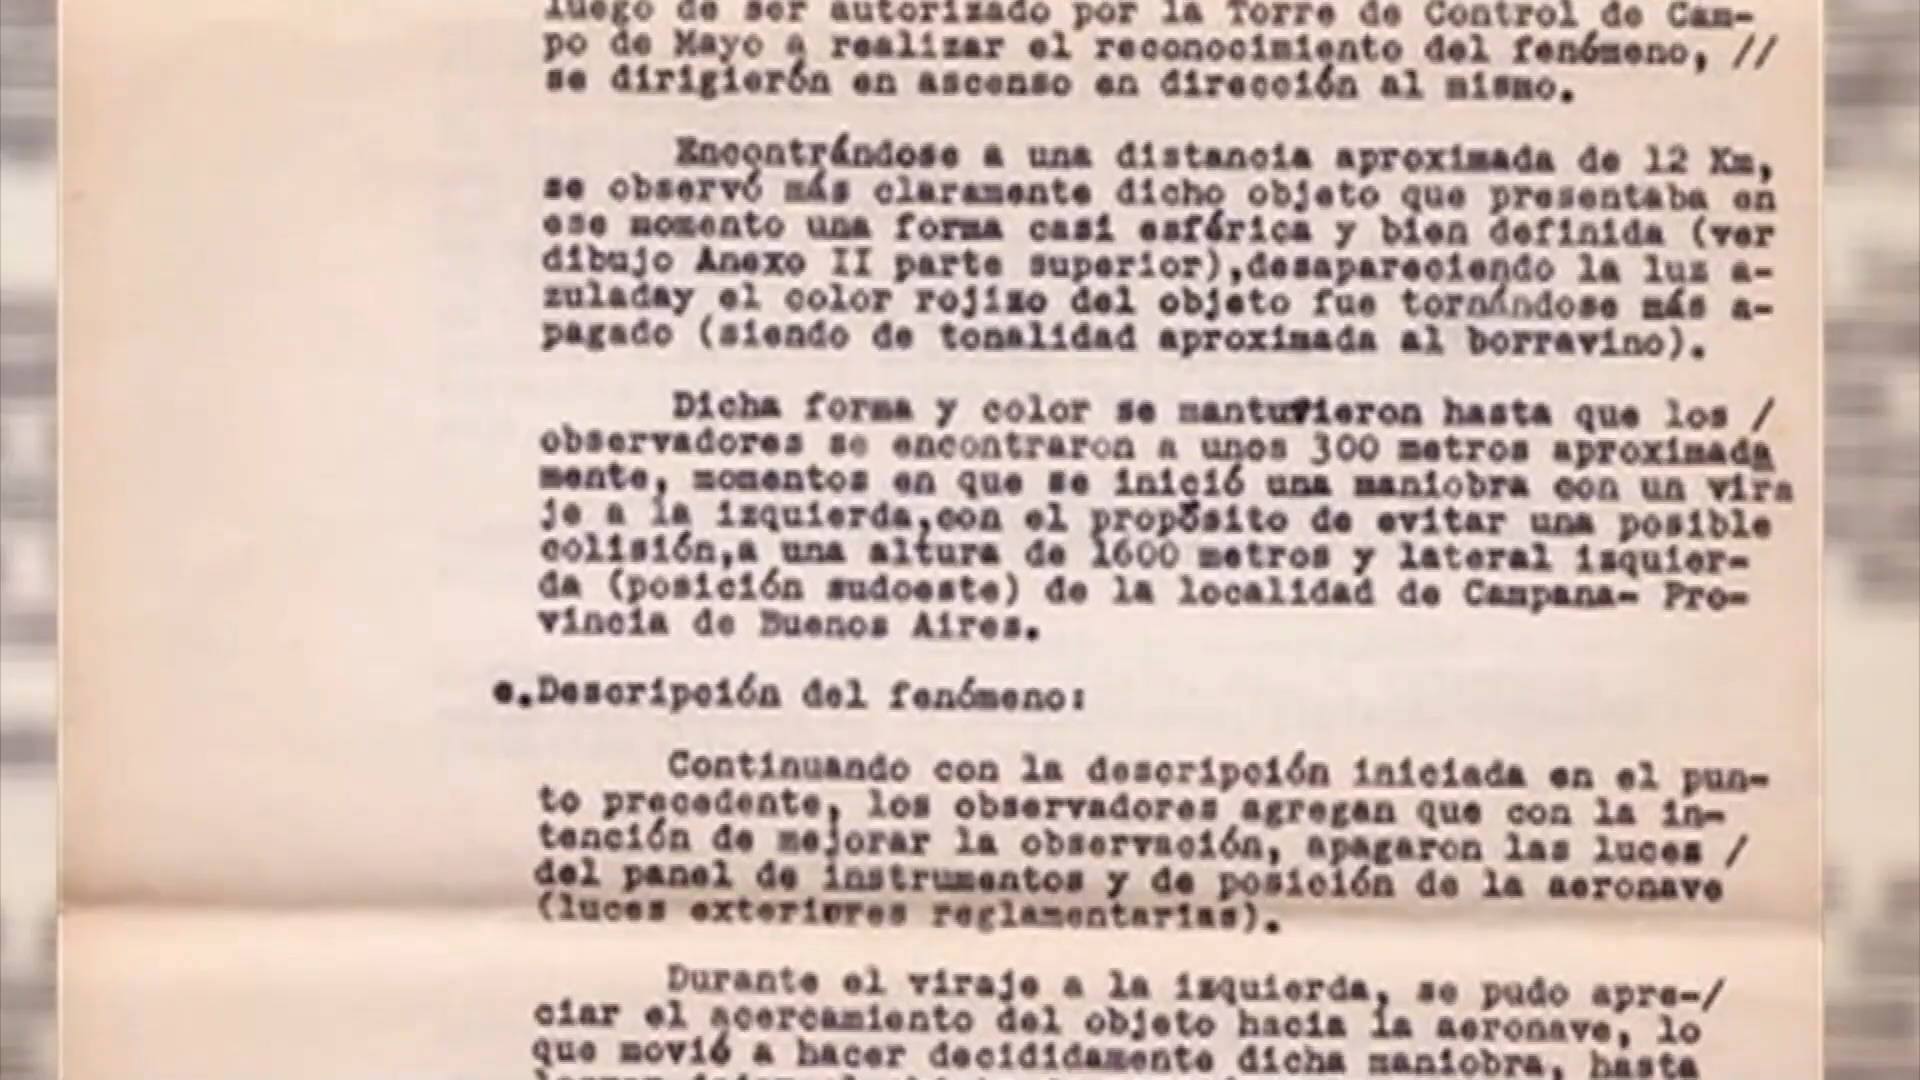 luego de ser autorizado por la Torre de Control de Cam-
po de Mayo a realizar el reconocimiento del fenómeno, //
se dirigierón en ascenso en dirección al mismo.
Encontrándose a una distancia aproximada de 12 Km,
se observó más claramente dicho objeto que presentaba en
ese momento una forma casi esférica y bien definida (ver
dibujo Anexo II parte superior),desapareciendo la luz a-
zuladay el color rojizo del objeto fue tornándose más a-
pagado (siendo de tonalidad aproximada al borravino).
Dicha forma y color se mantuvieron hasta que los /
observadores se encontraron a unos 300 metros aproximada
mente, momentos en que se inició una maniobra con un vira
je a la izquierda,con el propósito de evitar una posible
colisión,a una altura de 1600 metros y lateral izquier-
da (posición sudoeste) de la localidad de Campana- Pro-
vincia de Buenos Aires.
e.Descripción del fenómeno:
Continuando con la descripción iniciada en el pun-
to precedente, los observadores agregan que con la in-
tención de mejorar la observación, apagaron las luces /
del panel de instrumentos y de posición de la aeronave
(luces exteriores reglamentarias).
Durante el viraje a la izquierda, se pudo apre-/
ciar el acercamiento del objeto hacia la aeronave, lo
que movió a hacer decididamente dicha maniobra, hasta